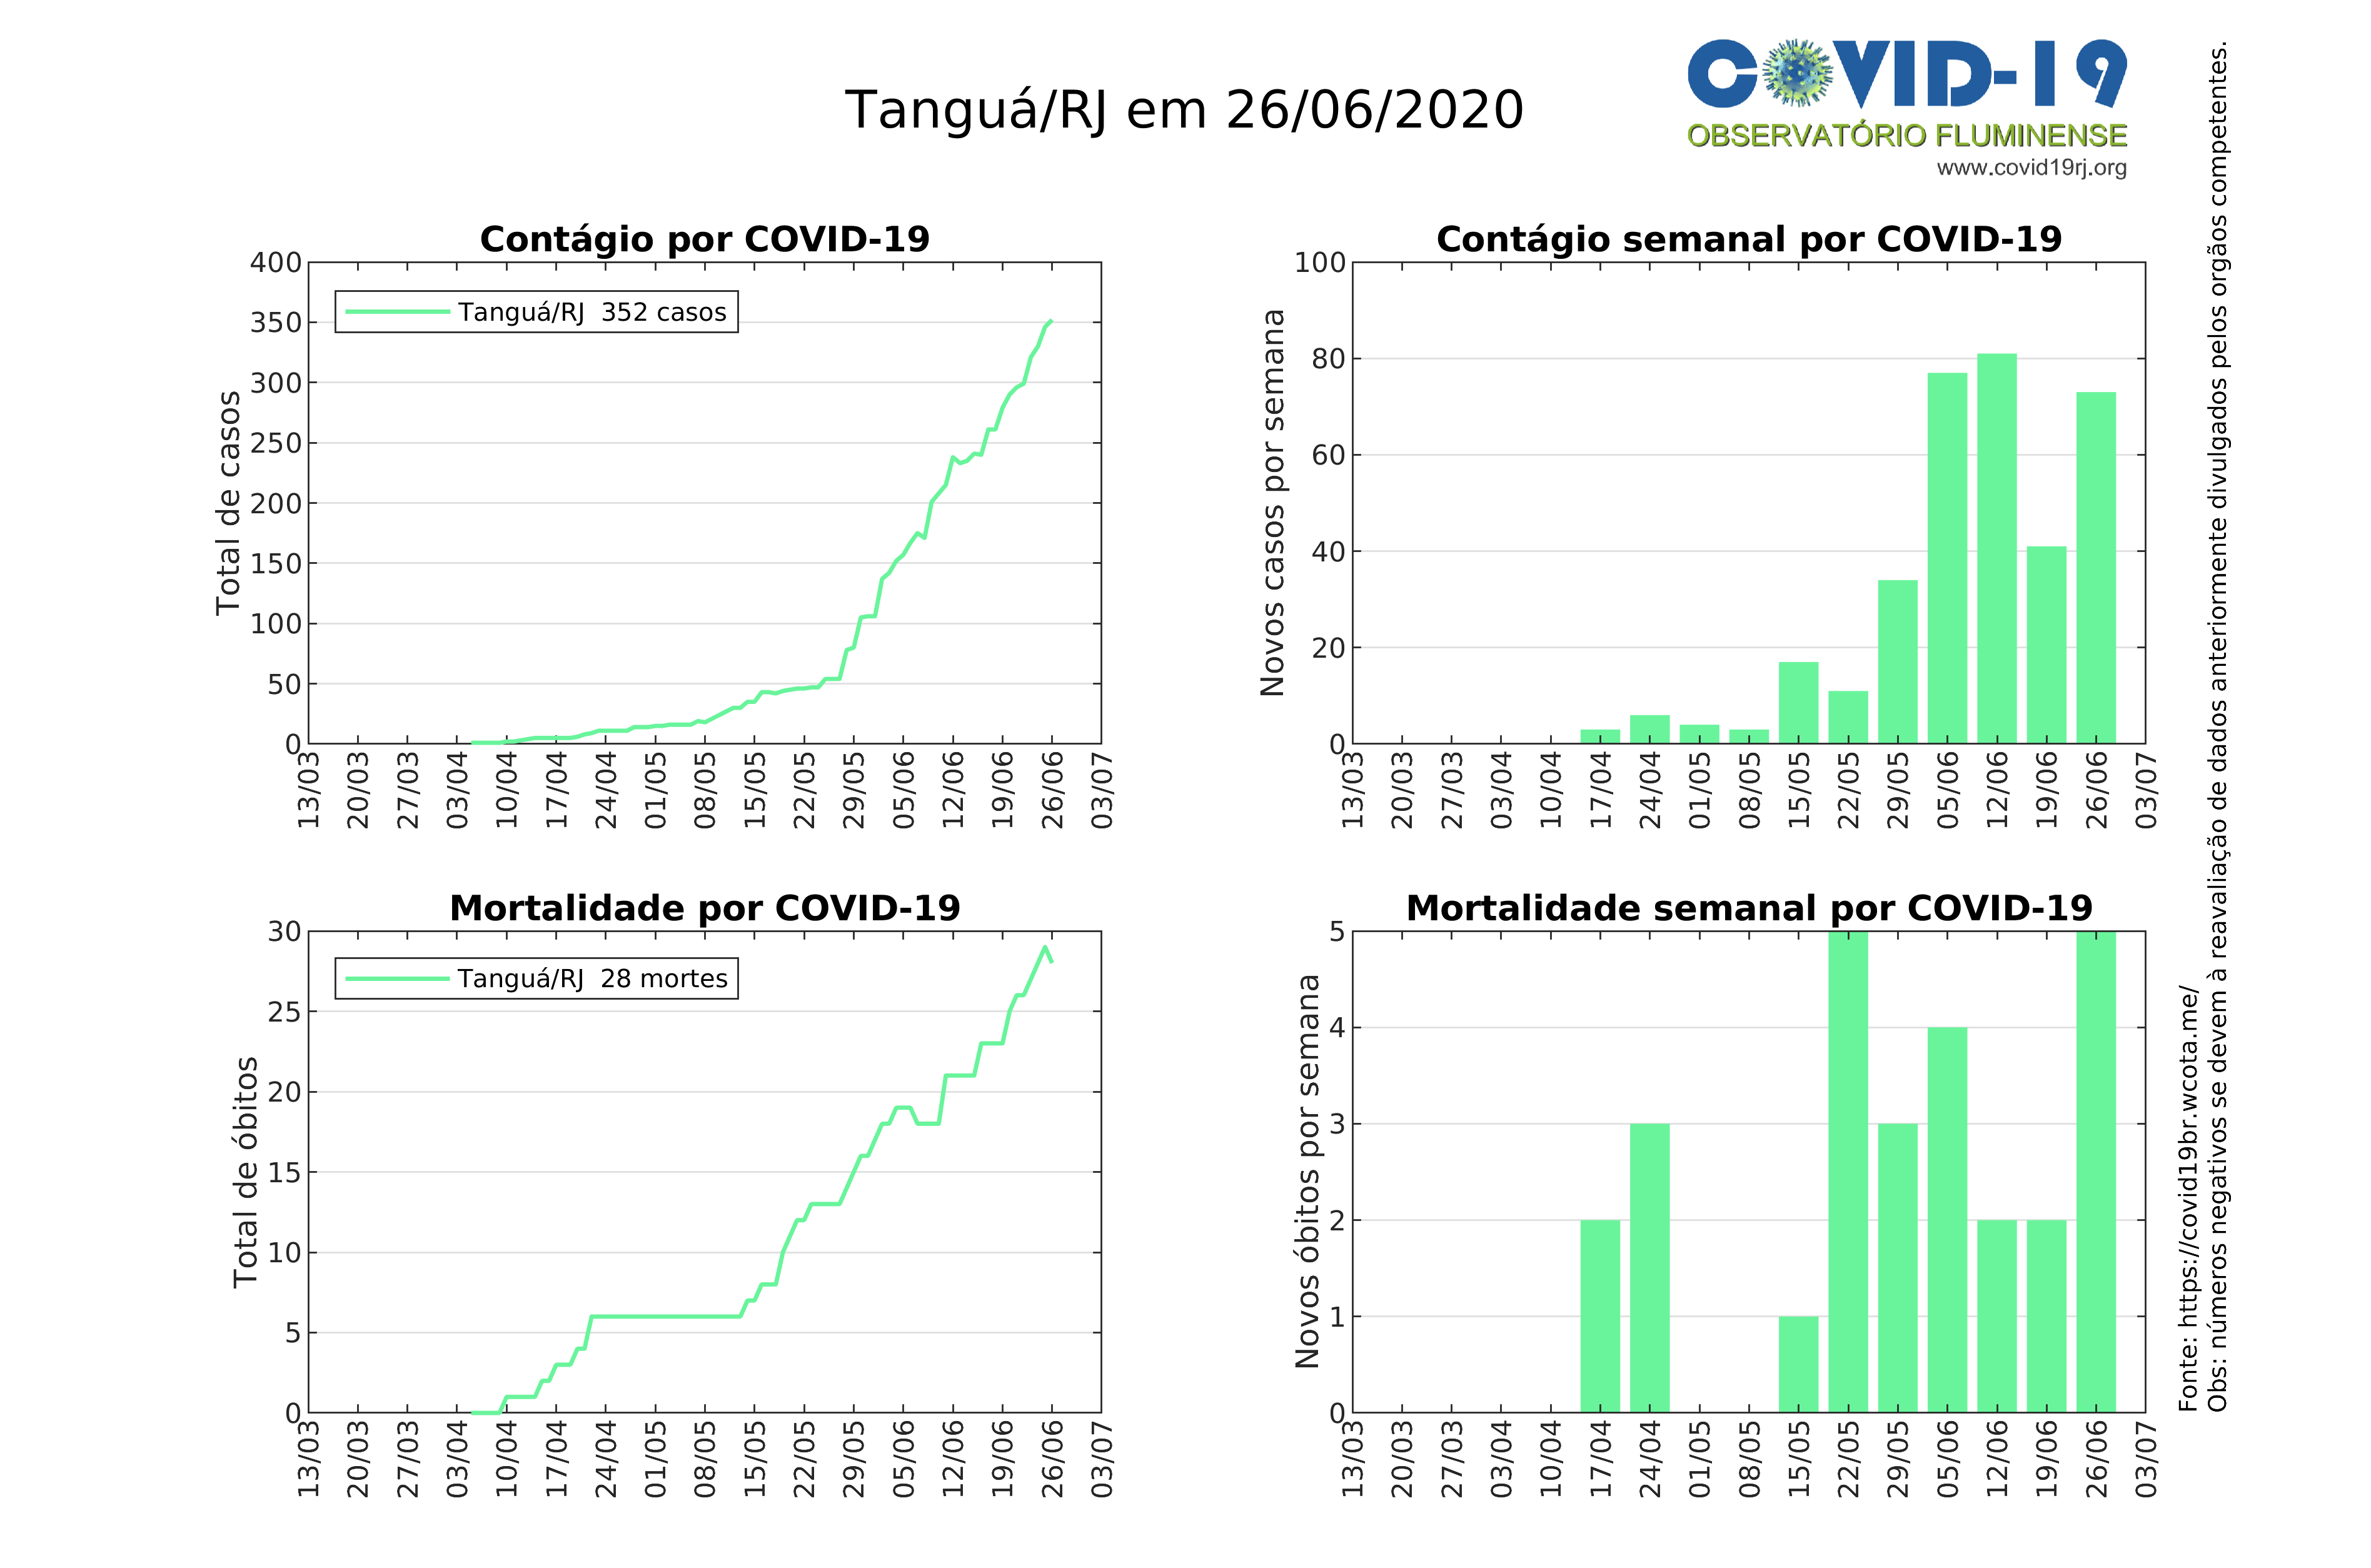 Tanguá/RJ em 26/06/2020
COVID-19
OBSERVATÓRIO FLUMINENSE
www.covid19rj.org
Contágio por COVID-19
Total de casos
400
350
300
250
200
150
100
50
0
Tanguá/RJ 352 casos
13/03 20/03 27/03 03/04 10/04 17/04 24/04 01/05 08/05 15/05 22/05 29/05 05/06 12/06 19/06 26/06 03/07
Contágio semanal por COVID-19
Novos casos por semana
100
80
60
40
20
0
13/03 20/03 27/03 03/04 10/04 17/04 24/04 01/05 08/05 15/05 22/05 29/05 05/06 12/06 19/06 26/06 03/07
Mortalidade por COVID-19
Total de óbitos
30
25
20
15
10
5
0
Tanguá/RJ 28 mortes
13/03 20/03 27/03 03/04 10/04 17/04 24/04 01/05 08/05 15/05 22/05 29/05 05/06 12/06 19/06 26/06 03/07
Mortalidade semanal por COVID-19
Novos óbitos por semana
5
4
3
2
1
0
13/03 20/03 27/03 03/04 10/04 17/04 24/04 01/05 08/05 15/05 22/05 29/05 05/06 12/06 19/06 26/06 03/07
Fonte: https://covid19br.wcota.me/
Obs: números negativos se devem à reavaliação de dados anteriormente divulgados pelos orgãos competentes.